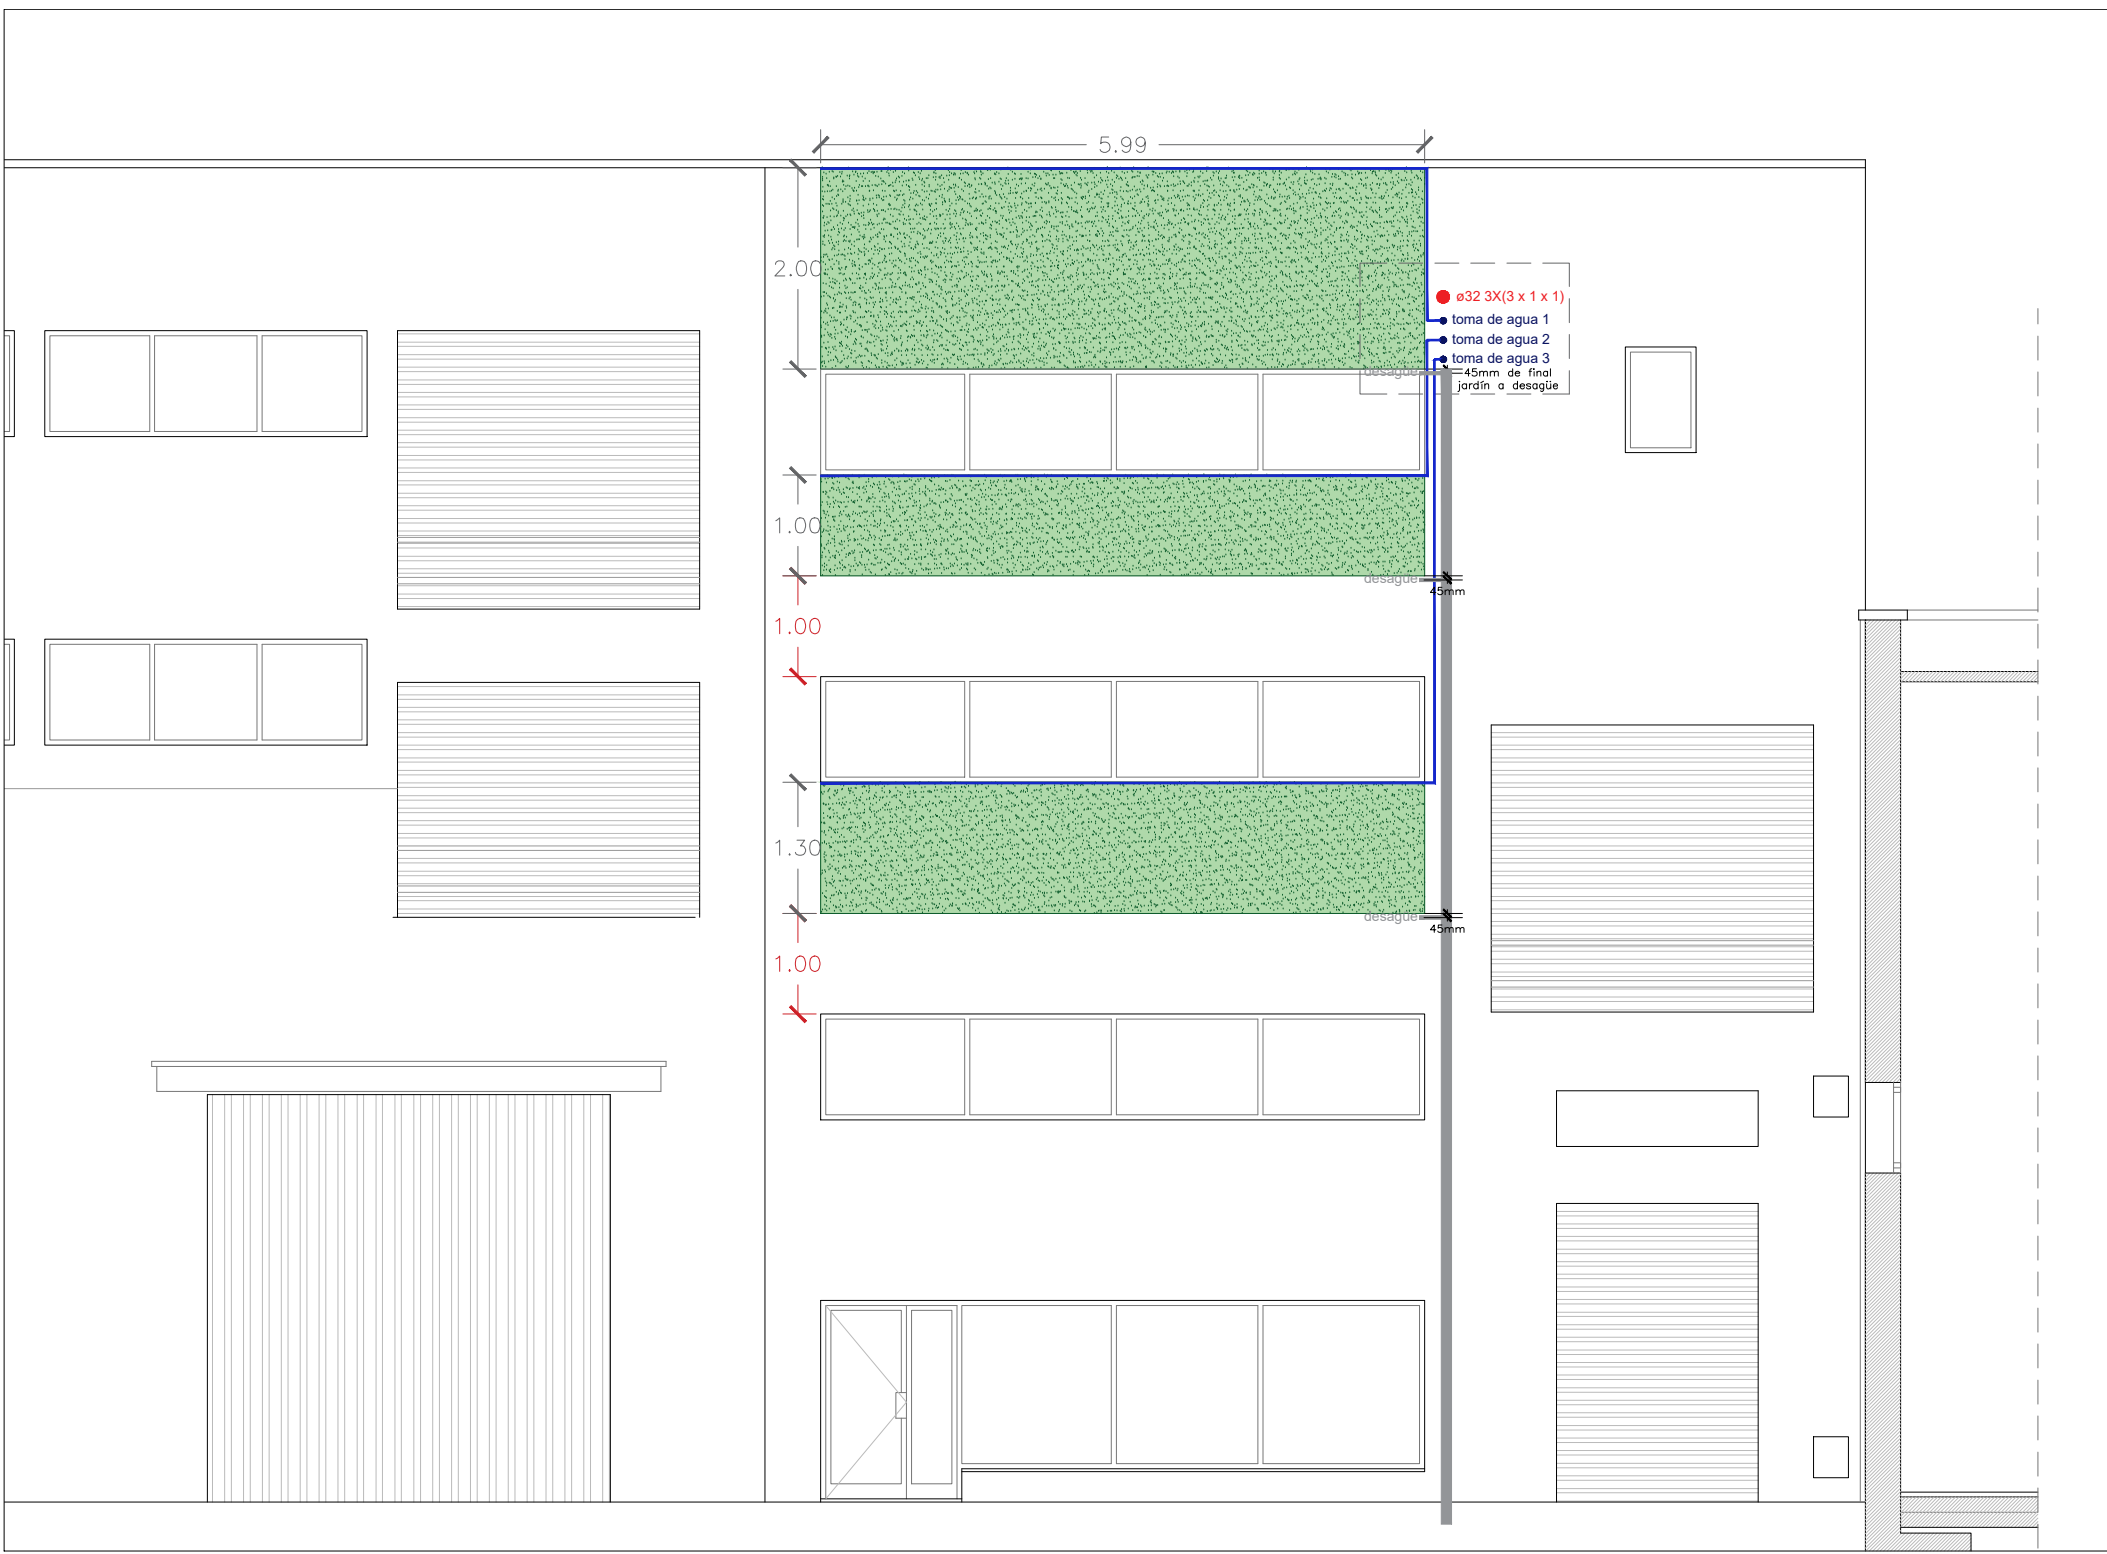 5.99
2.00
ø32 3X(3 x 1 x 1)
toma de agua 1
toma de agua 2
toma de agua 3
desagüe
45mm de final
jardín a desagüe
1.00
desagüe
45mm
1.00
1.30
desagüe
45mm
1.00